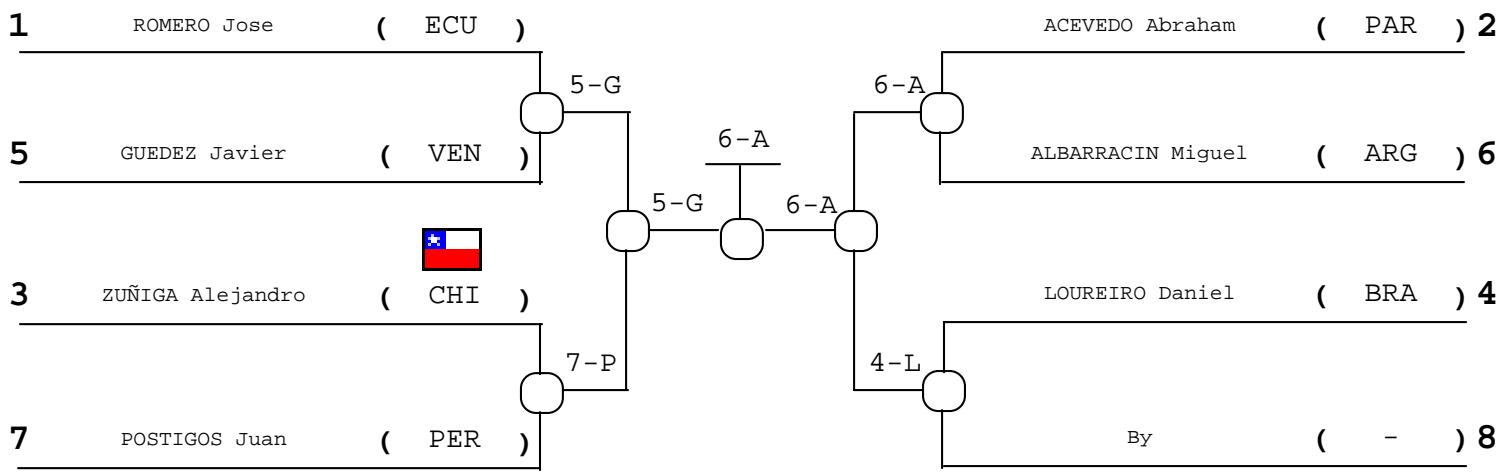 1 ROMERO Jose ( ECU )
5-G
5 GUEDEZ Javier ( VEN )
5-G
3 ZUÑIGA Alejandro ( CHI )
7-P
7 POSTIGOS Juan ( PER )
6-A
ACEVEDO Abraham ( PAR ) 2
6-A
ALBARRACIN Miguel ( ARG ) 6
6-A
LOUREIRO Daniel ( BRA ) 4
4-L
By ( - ) 8